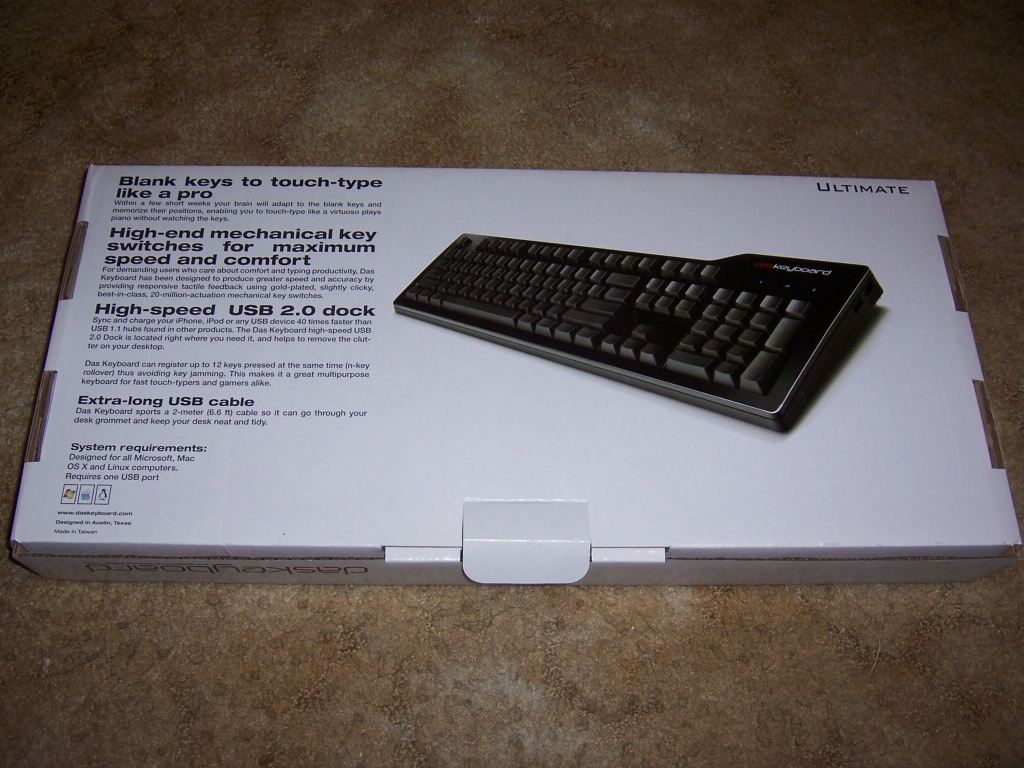 Blank keys to touch-type
like a pro
Within a few short weeks your brain will adapt to the blank keys and
memorize their positions, enabling you to touch-type like a virtuoso plays
piano without watching the keys.
High-end mechanical key
switches for maximum
speed and comfort
For demanding users who care about comfort and typing productivity, Das
Keyboard has been designed to produce greater speed and accuracy by
providing responsive tactile feedback using gold-plated, slightly clicky,
best-in-class, 20-million-actuation mechanical key switches.
High-speed USB 2.0 dock
Sync and charge your iPhone, iPod or any USB device 40 times faster than
USB 1.1 hubs found in other products. The Das Keyboard high-speed USB
2.0 Dock is located right where you need it, and helps to remove the clut-
ter on your desktop.
Das Keyboard can register up to 12 keys pressed at the same time (n-key
rollover) thus avoiding key jamming. This makes it a great multipurpose
keyboard for fast touch-typers and gamers alike.
Extra-long USB cable
Das Keyboard sports a 2-meter (6.6 ft) cable so it can go through your
desk grommet and keep your desk neat and tidy.
System requirements:
Designed for all Microsoft, Mac
OS X and Linux computers.
Requires one USB port
www.daskeyboard.com
Designed in Austin, Texas
Made in Taiwan
ULTIMATE
daskeyboard
daskeyboard